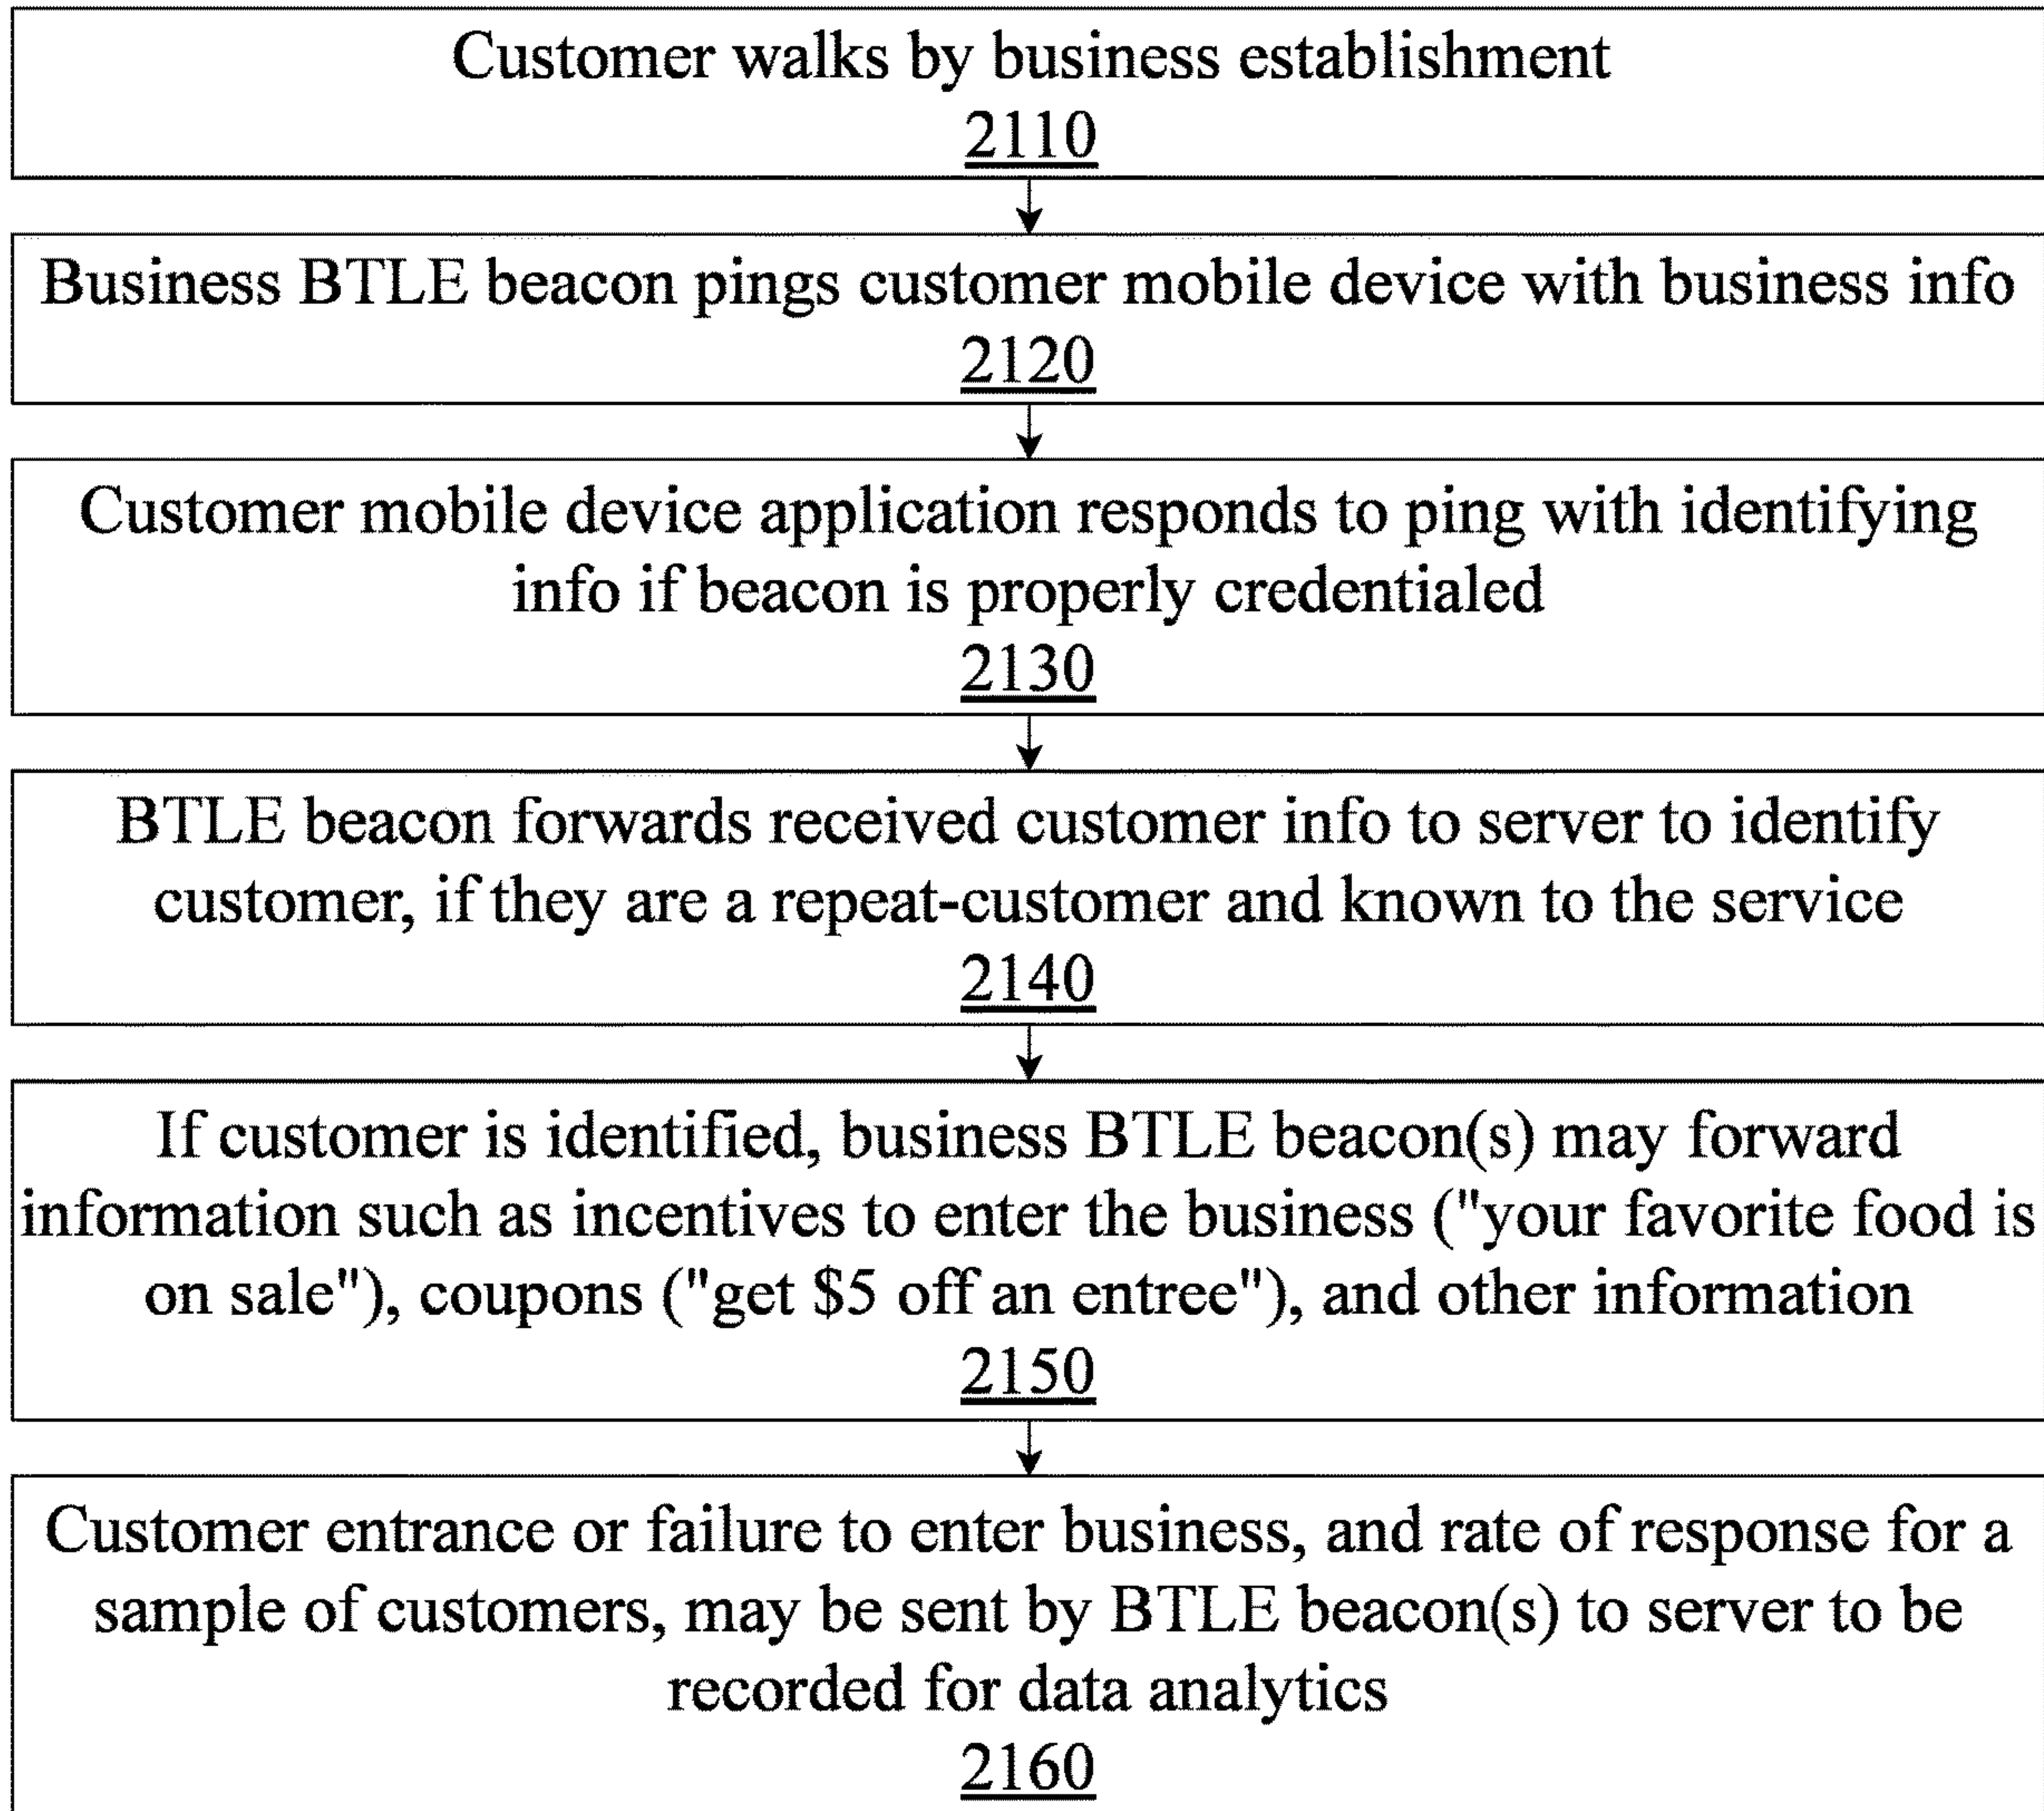 Customer walks by business establishment
2110
Business BTLE beacon pings customer mobile device with business info
2120
Customer mobile device application responds to ping with identifying
info if beacon is properly credentialed
2130
BTLE beacon forwards received customer info to server to identify
customer, if they are a repeat-customer and known to the service
2140
If customer is identified, business BTLE beacon(s) may forward
information such as incentives to enter the business ("your favorite food is
on sale"), coupons ("get $5 off an entree"), and other information
2150
Customer entrance or failure to enter business, and rate of response for a
sample of customers, may be sent by BTLE beacon(s) to server to be
recorded for data analytics
2160